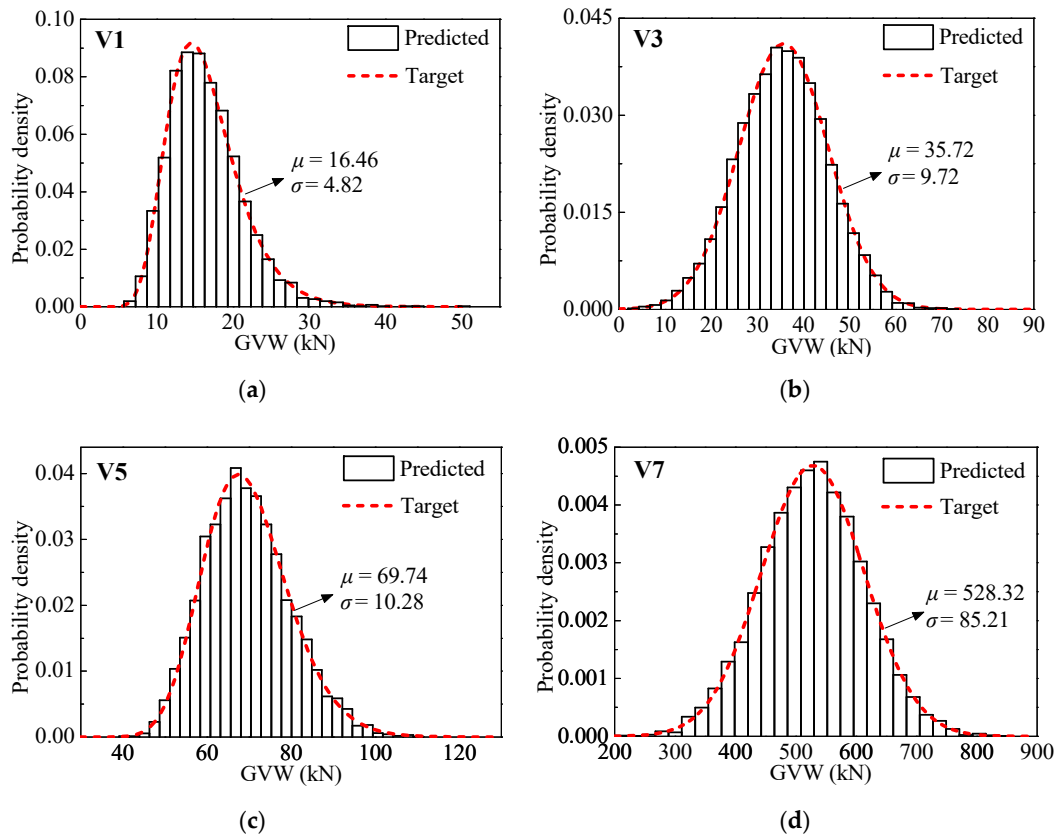 V1
Predicted
Target
μ = 16.46
σ = 4.82
Probability density
0.10
0.08
0.06
0.04
0.02
0.00
0 10 20 30 40 50
GVW (kN)
(a)
V3
Predicted
Target
μ = 35.72
σ = 9.72
Probability density
0.045
0.030
0.015
0.000
0 10 20 30 40 50 60 70 80 90
GVW (kN)
(b)
V5
Predicted
Target
μ = 69.74
σ = 10.28
Probability density
0.04
0.03
0.02
0.01
0.00
40 60 80 100 120
GVW (kN)
(c)
V7
Predicted
Target
μ = 528.32
σ = 85.21
Probability density
0.005
0.004
0.003
0.002
0.001
0.000
200 300 400 500 600 700 800 900
GVW (kN)
(d)